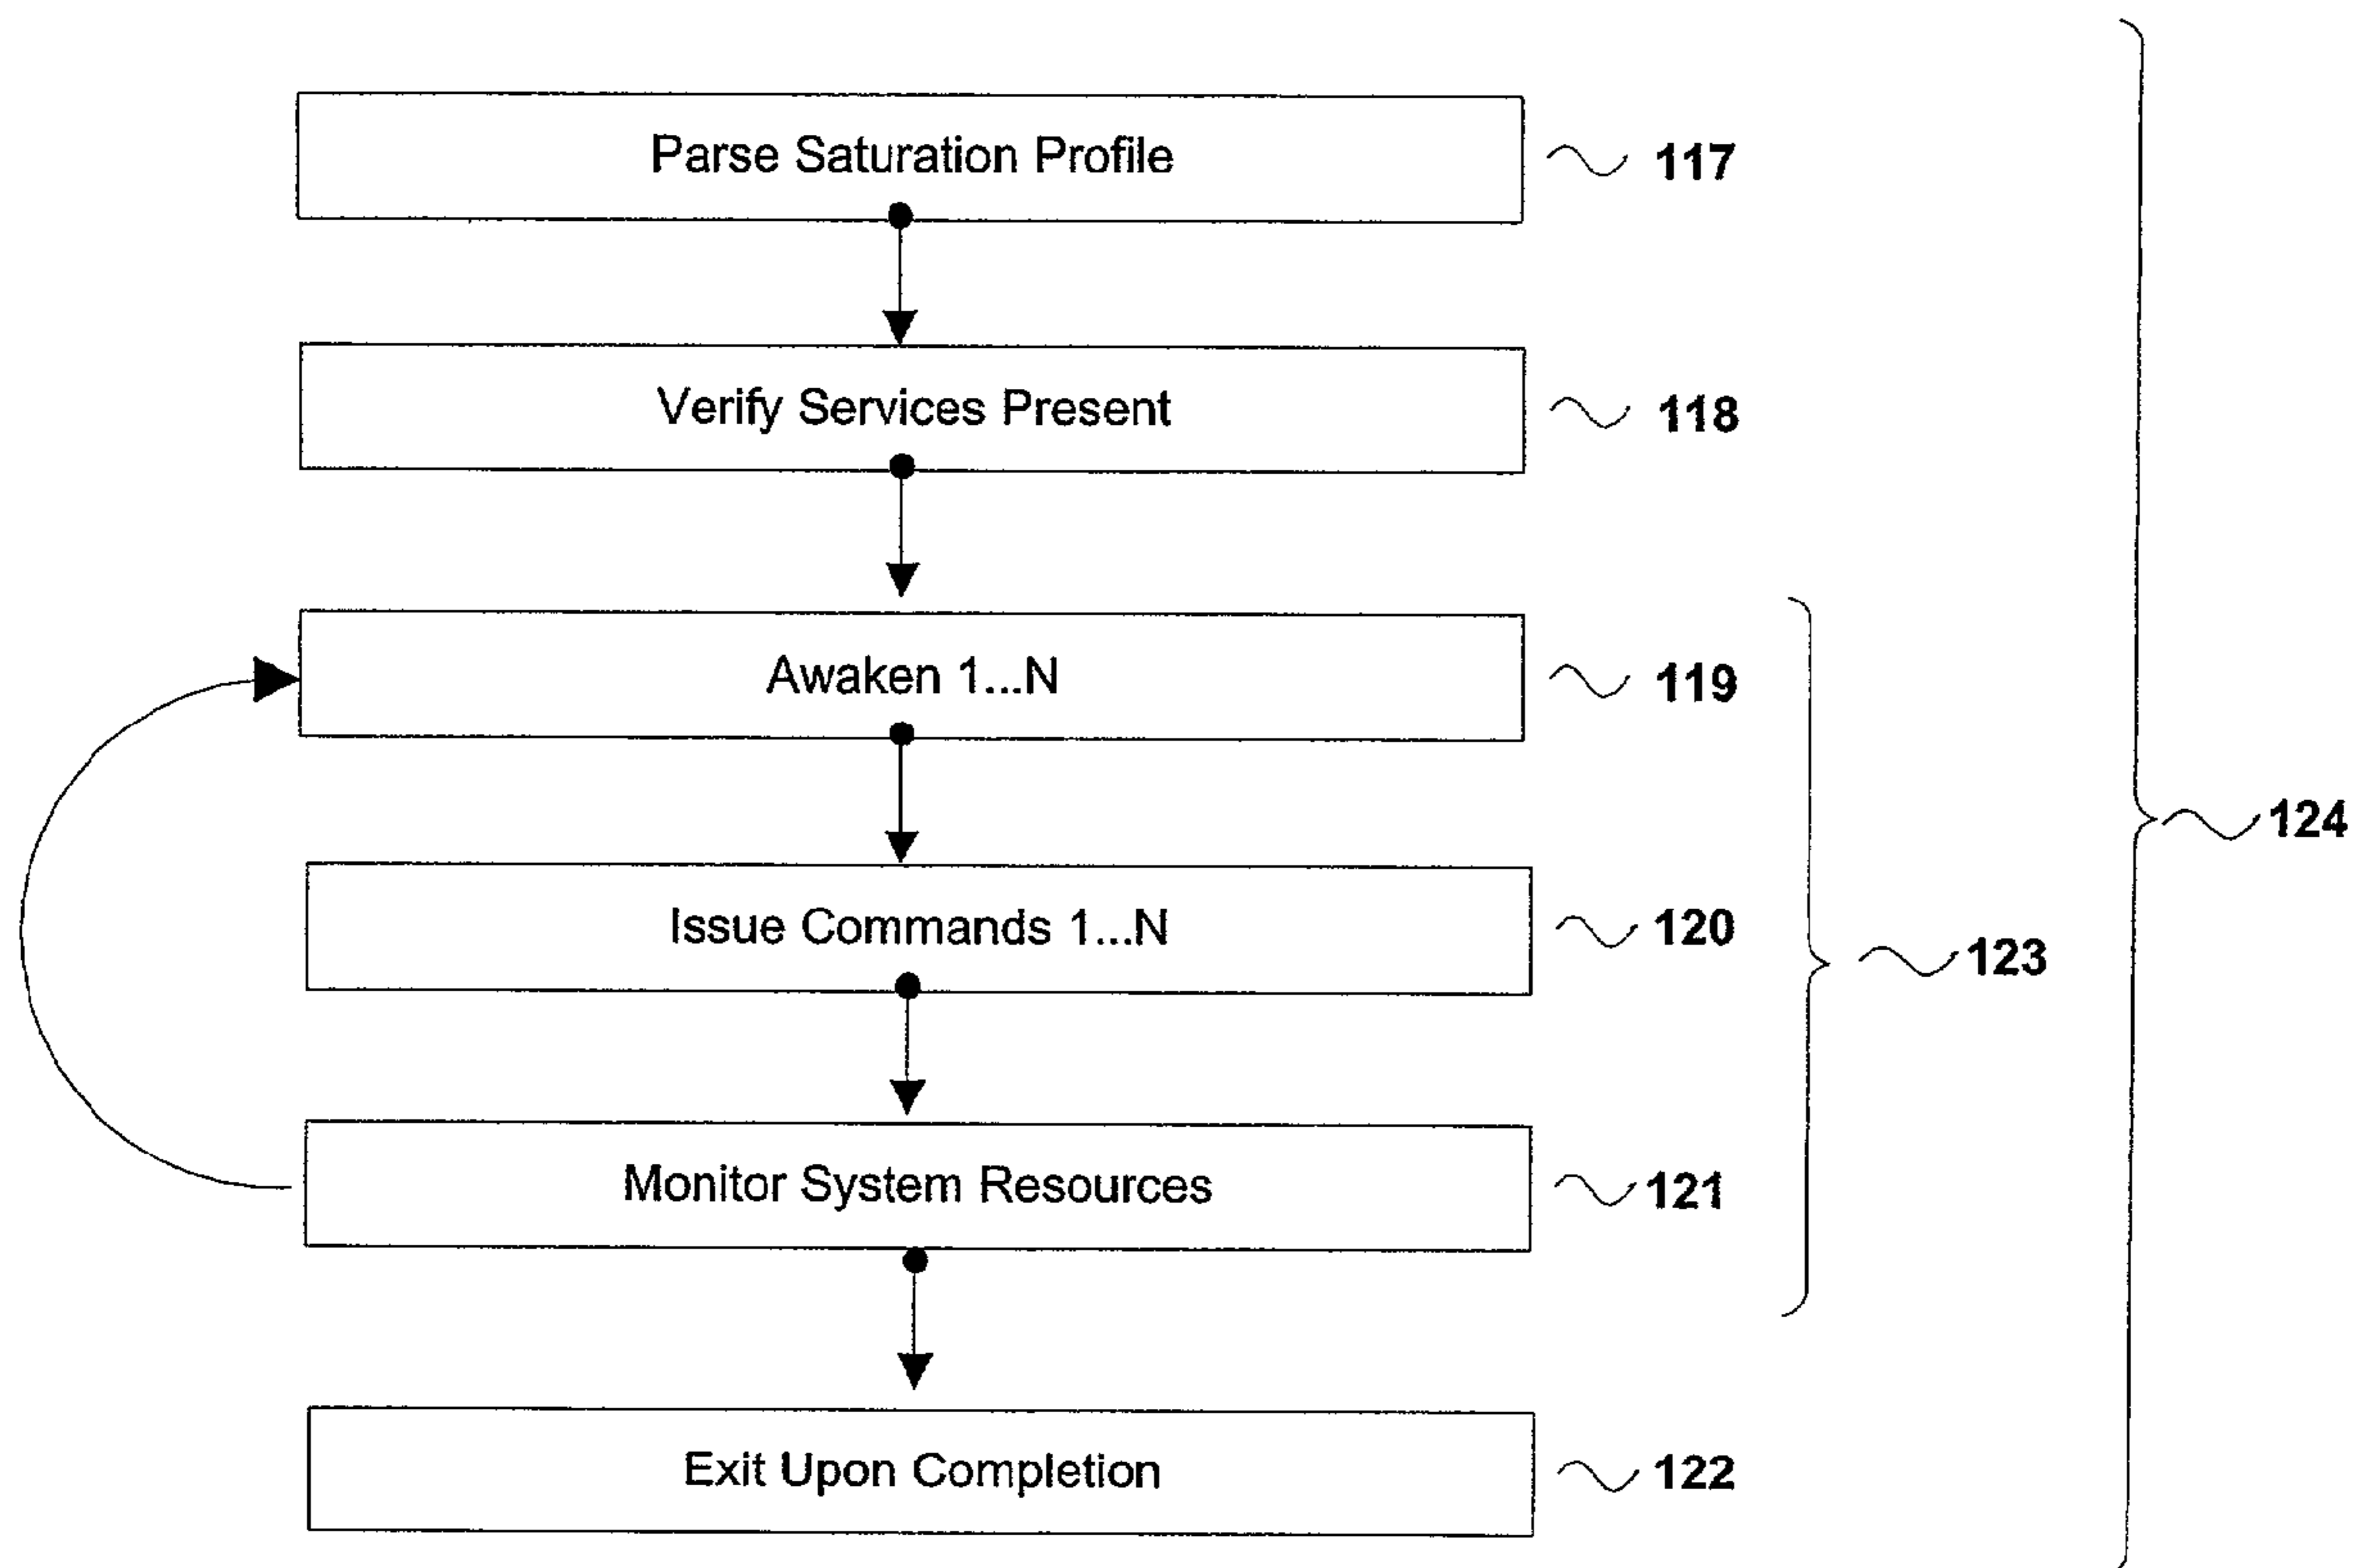 Parse Saturation Profile
117
Verify Services Present
118
Awaken 1...N
119
124
Issue Commands 1...N
120
123
Monitor System Resources
121
Exit Upon Completion
122